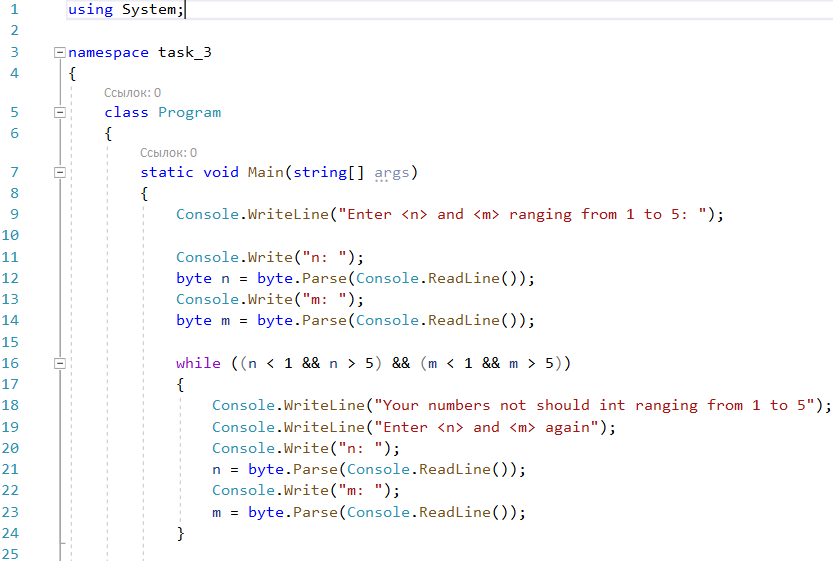 1 using System;
2
3 namespace task_3
4 {
Ссылок: 0
5 class Program
6 {
Ссылок: 0
7 static void Main(string[] args)
8 {
9 Console.WriteLine("Enter <n> and <m> ranging from 1 to 5: ");
10
11 Console.Write("n: ");
12 byte n = byte.Parse(Console.ReadLine());
13 Console.Write("m: ");
14 byte m = byte.Parse(Console.ReadLine());
15
16 while ((n < 1 && n > 5) && (m < 1 && m > 5))
17 {
18 Console.WriteLine("Your numbers not should int ranging from 1 to 5");
19 Console.WriteLine("Enter <n> and <m> again");
20 Console.Write("n: ");
21 n = byte.Parse(Console.ReadLine());
22 Console.Write("m: ");
23 m = byte.Parse(Console.ReadLine());
24 }
25